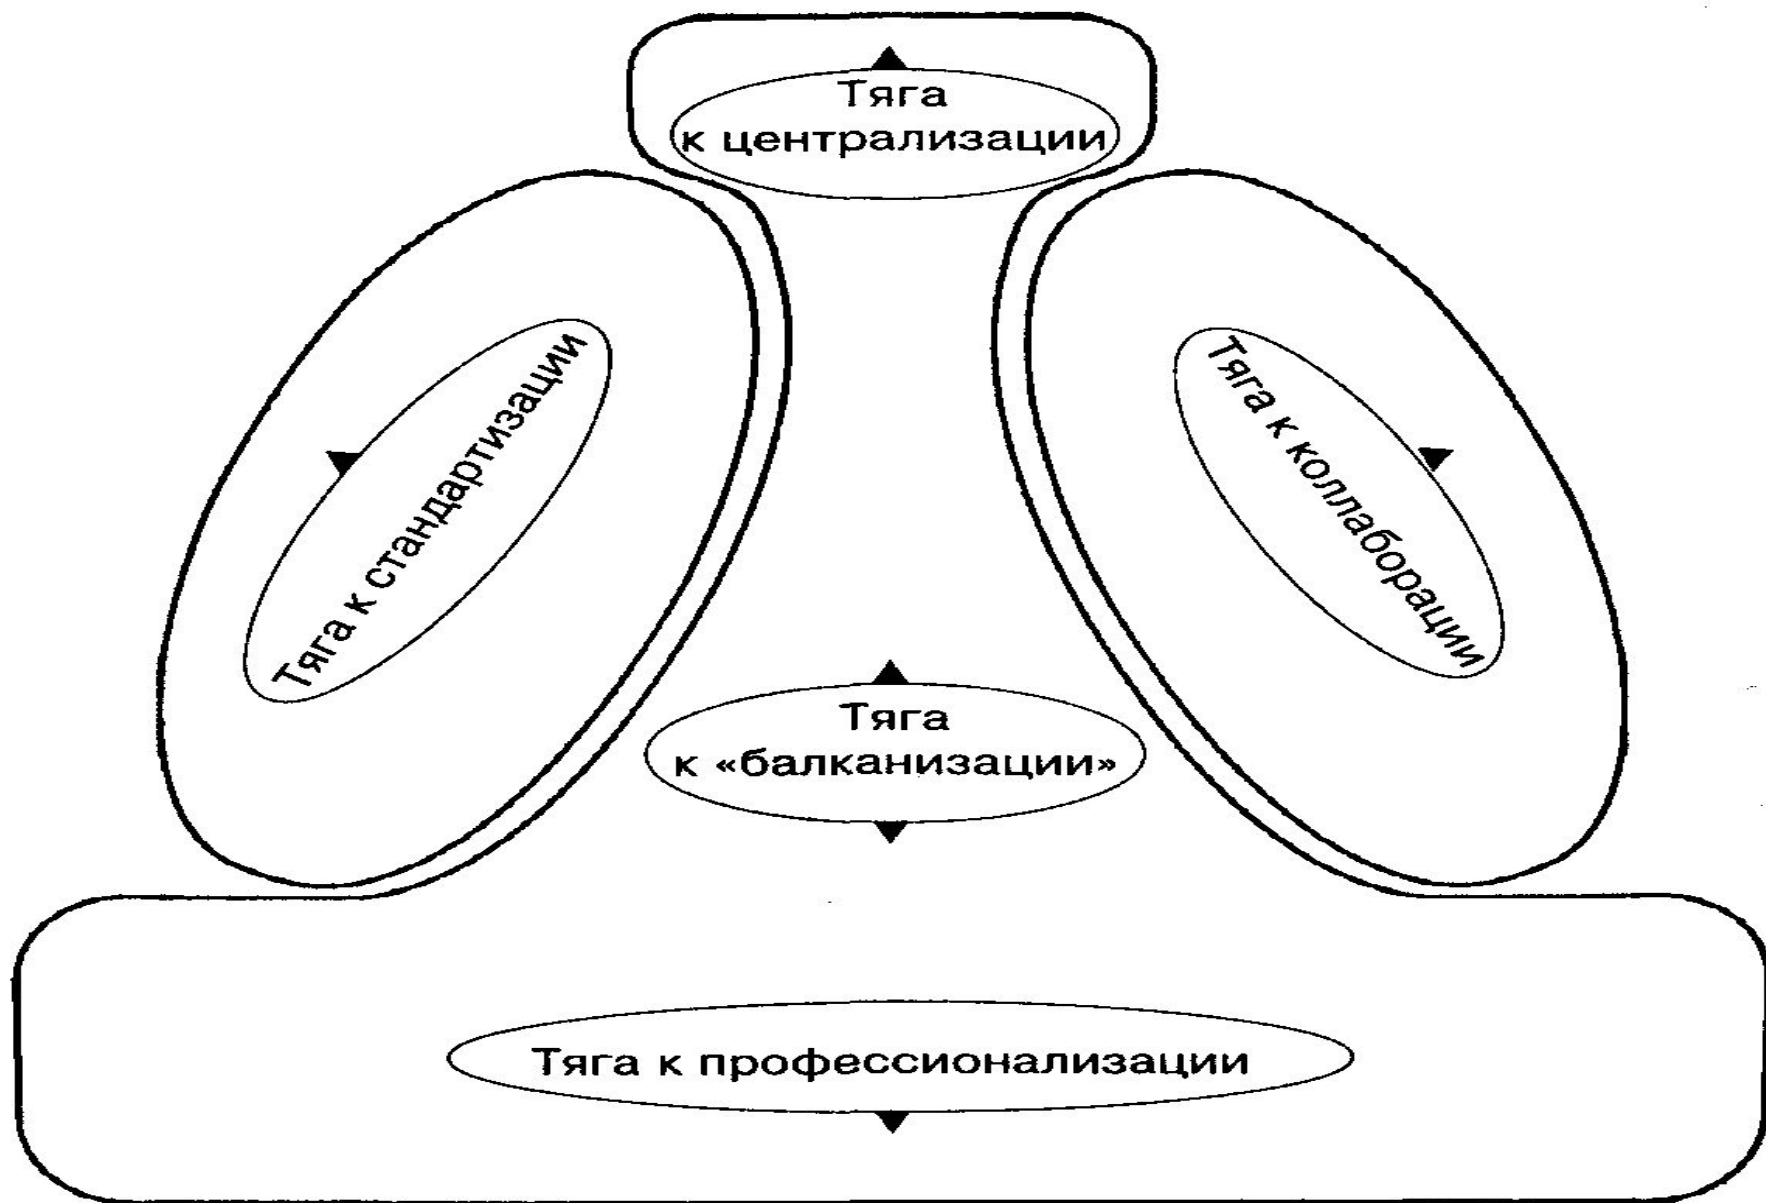 Тяга
к централизации
Тяга к стандартизации
Тяга к коллаборации
Тяга
к «балканизации»
Тяга к профессионализации